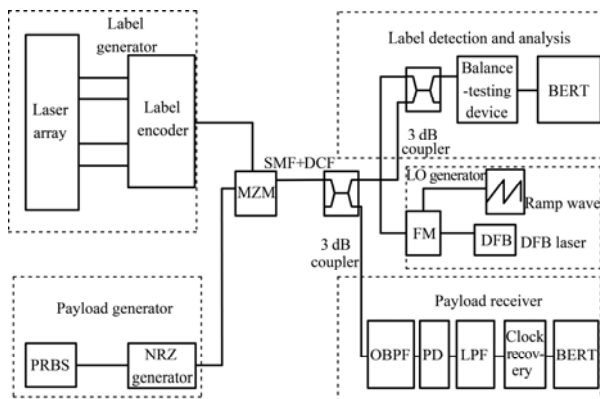 Label
generator
Laser
array
Label
encoder
Label detection and analysis
Balance
-testing
device
BERT
3 dB
coupler
SMF+DCF
MZM
3 dB
coupler
LO generator
Ramp wave
FM
DFB
DFB laser
Payload generator
PRBS
NRZ
generator
Payload receiver
OBPF
PD
LPF
Clock
recov-
ery
BERT